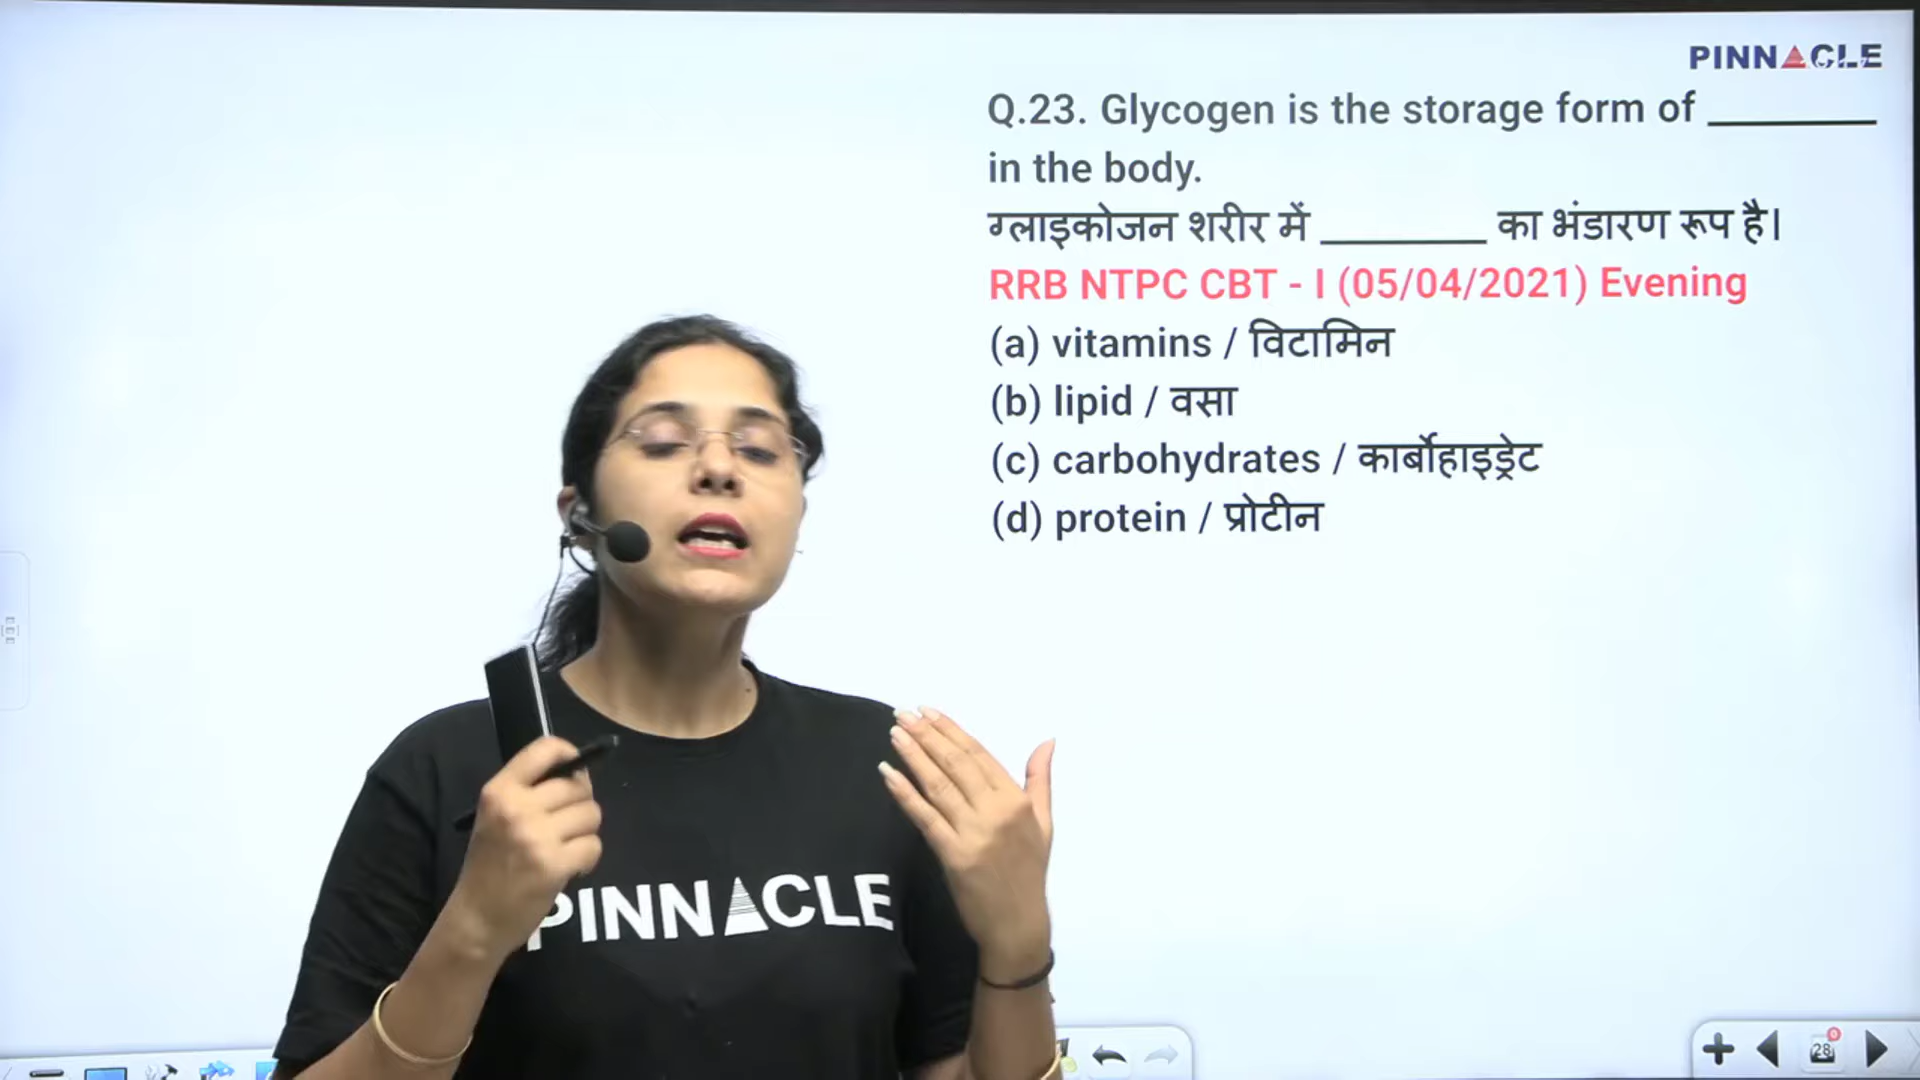 PINNACLE
Q.23. Glycogen is the storage form of ________
in the body.
ग्लाइकोजन शरीर में ________ का भंडारण रूप है।
RRB NTPC CBT - I (05/04/2021) Evening
(a) vitamins / विटामिन
(b) lipid / वसा
(c) carbohydrates / कार्बोहाइड्रेट
(d) protein / प्रोटीन
PINNACLE
28